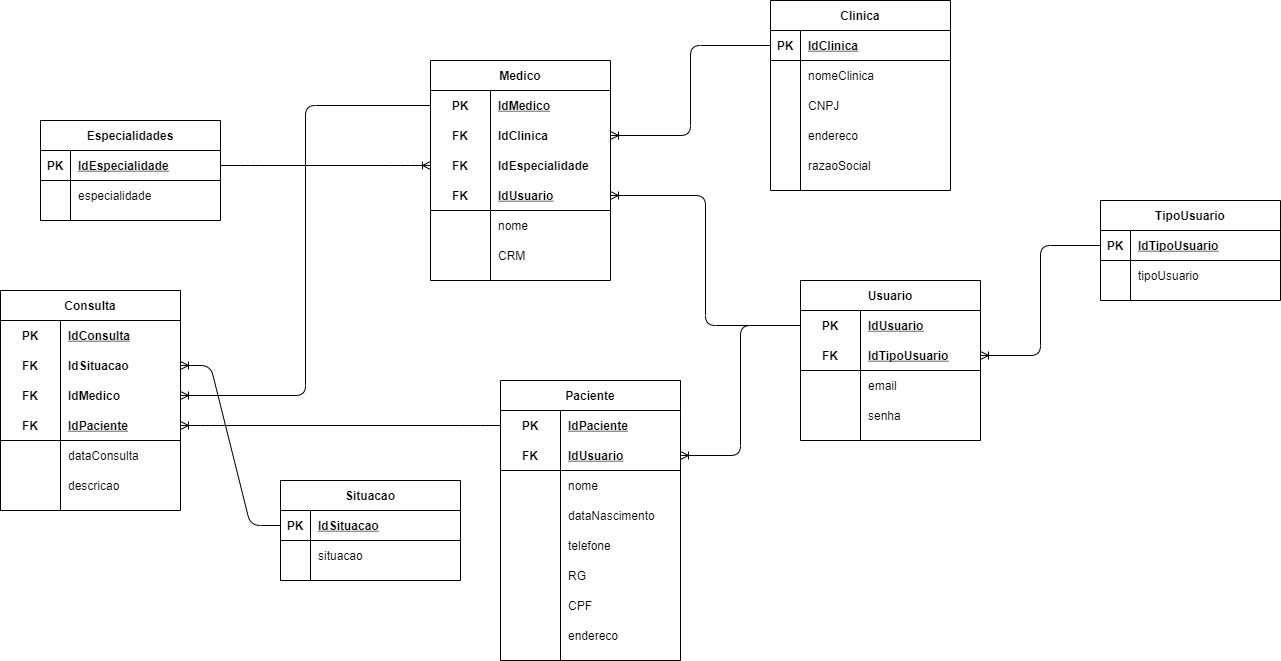 Clinica
PK IdClinica
nomeClinica
CNPJ
endereco
razaoSocial
Medico
PK IdMedico
FK IdClinica
FK IdEspecialidade
FK IdUsuario
nome
CRM
Especialidades
PK IdEspecialidade
especialidade
TipoUsuario
PK IdTipoUsuario
tipoUsuario
Usuario
PK IdUsuario
FK IdTipoUsuario
email
senha
Consulta
PK IdConsulta
FK IdSituacao
FK IdMedico
FK IdPaciente
dataConsulta
descricao
Paciente
PK IdPaciente
FK IdUsuario
nome
dataNascimento
telefone
RG
CPF
endereco
Situacao
PK IdSituacao
situacao